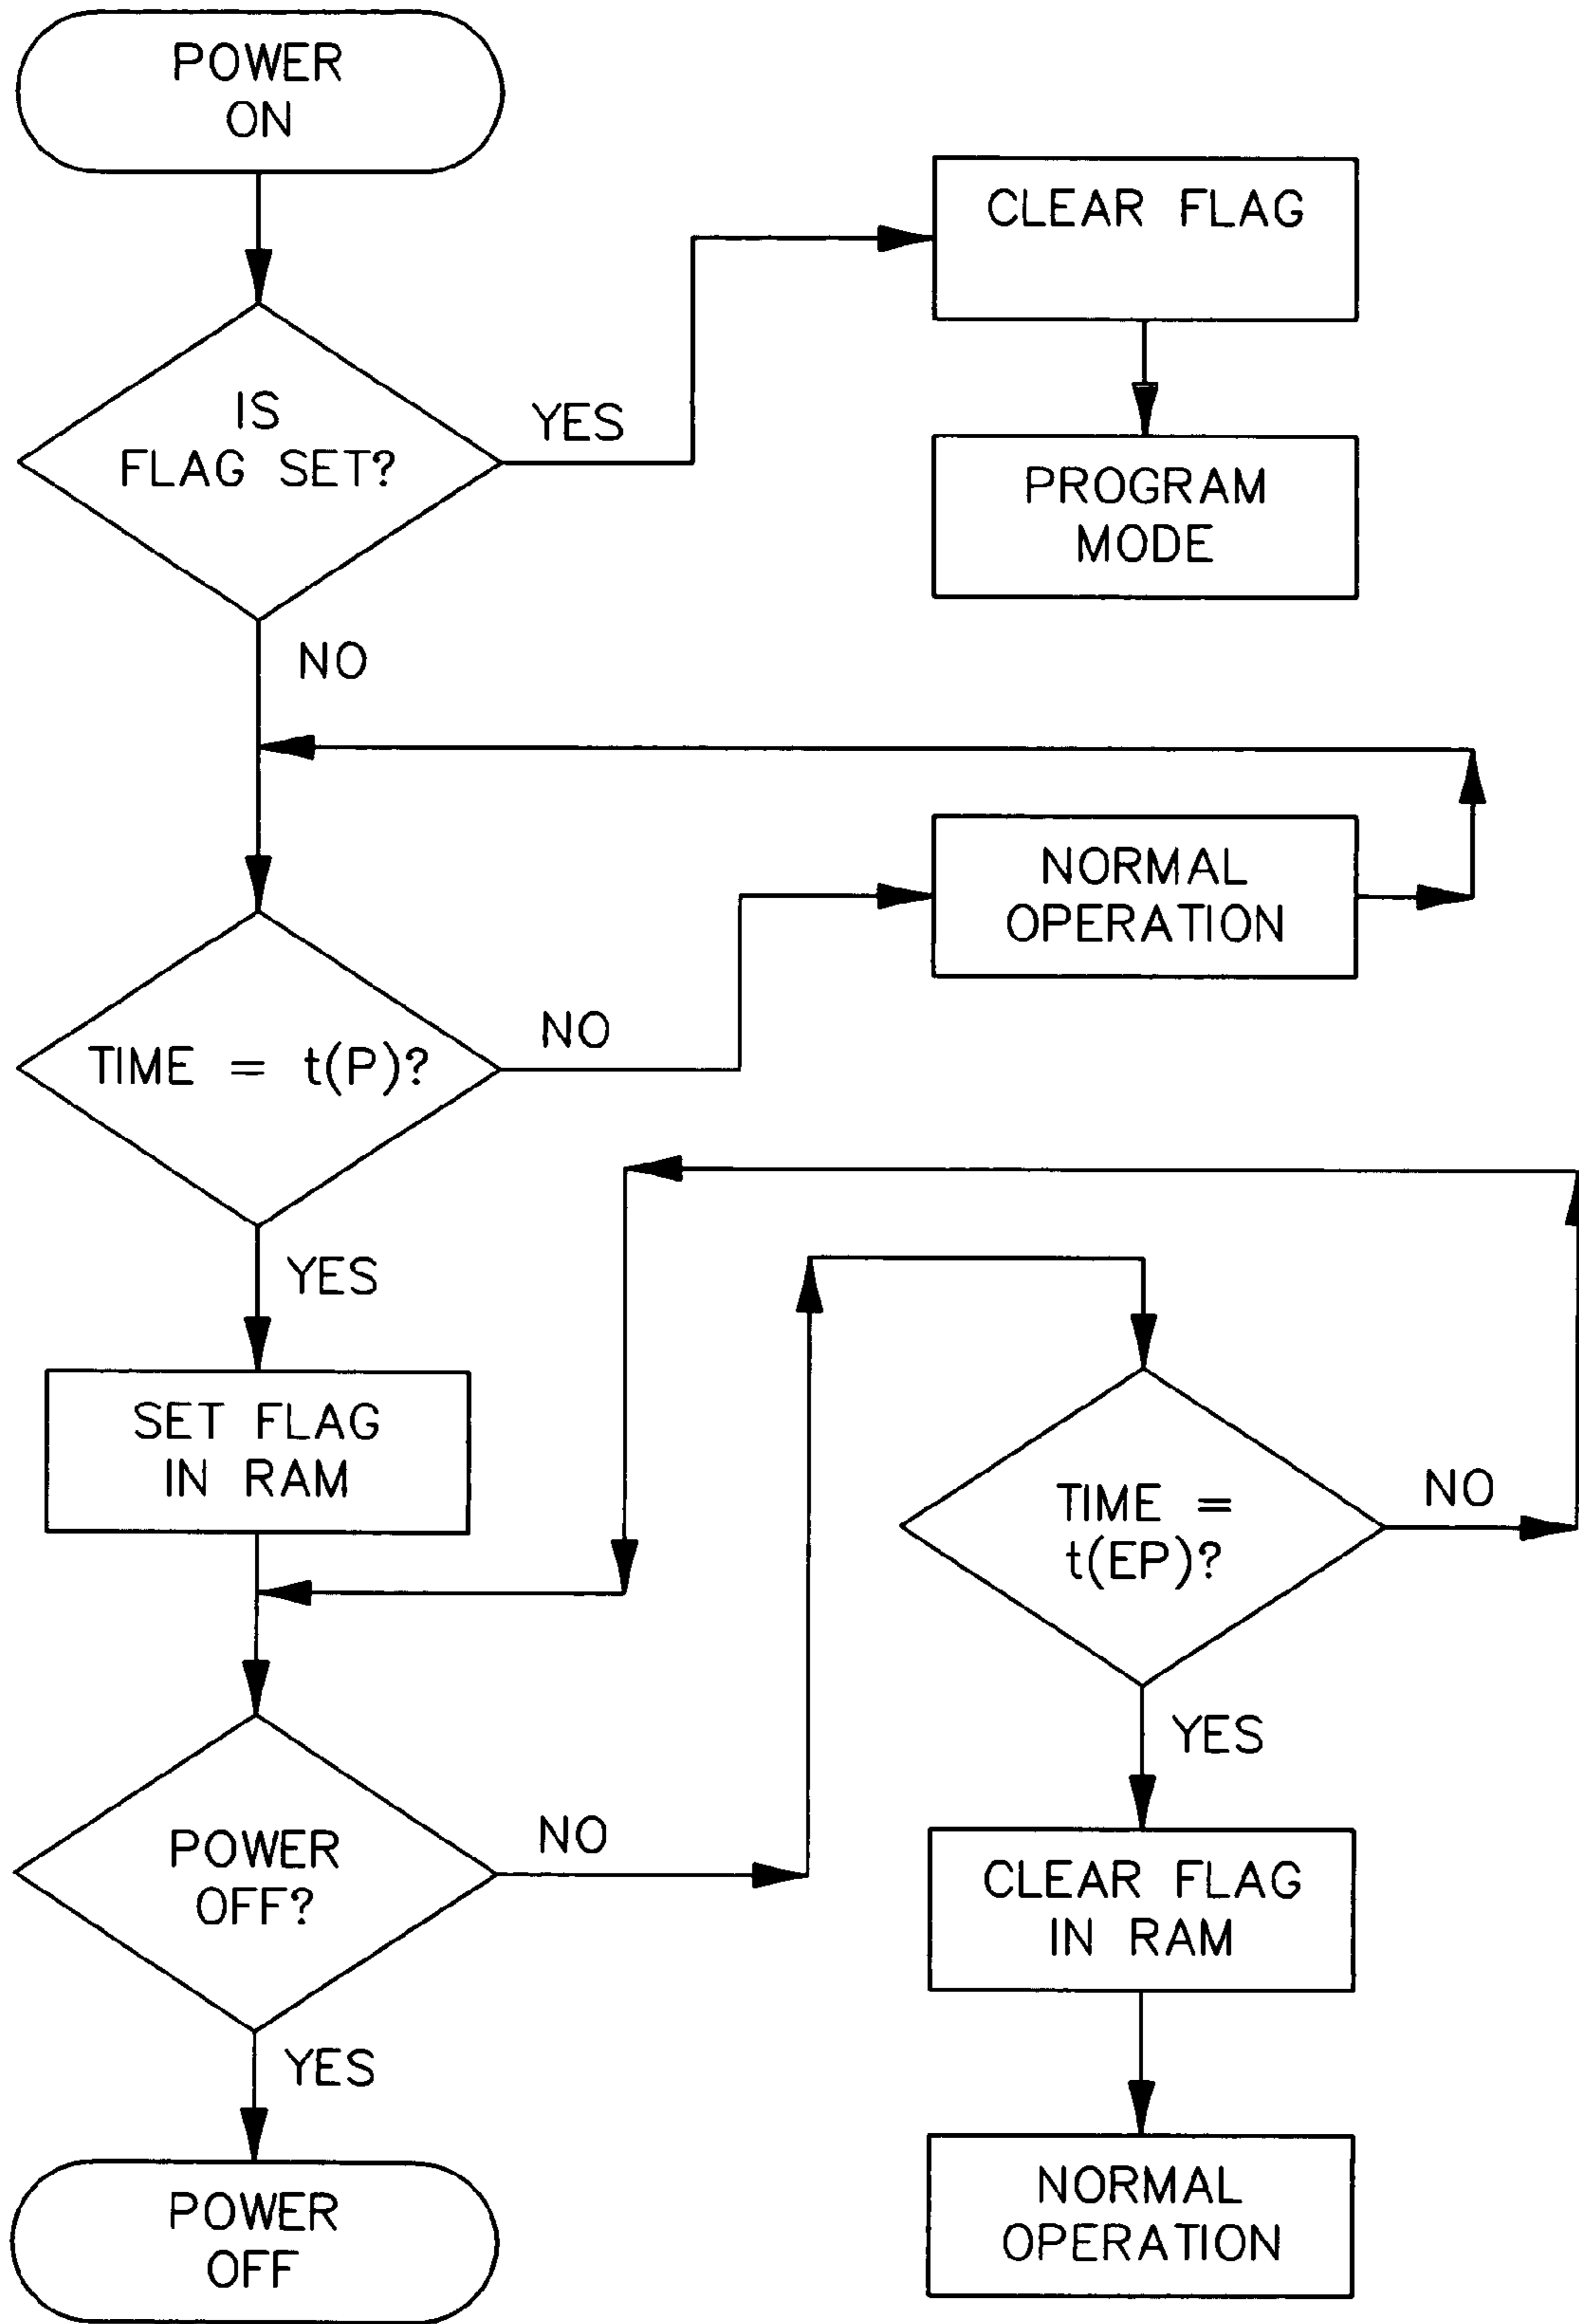 POWER
ON
CLEAR FLAG
IS
FLAG SET?
YES
PROGRAM
MODE
NO
NORMAL
OPERATION
TIME = t(P)?
NO
YES
SET FLAG
IN RAM
TIME =
t(EP)?
NO
YES
POWER
OFF?
NO
CLEAR FLAG
IN RAM
YES
POWER
OFF
NORMAL
OPERATION